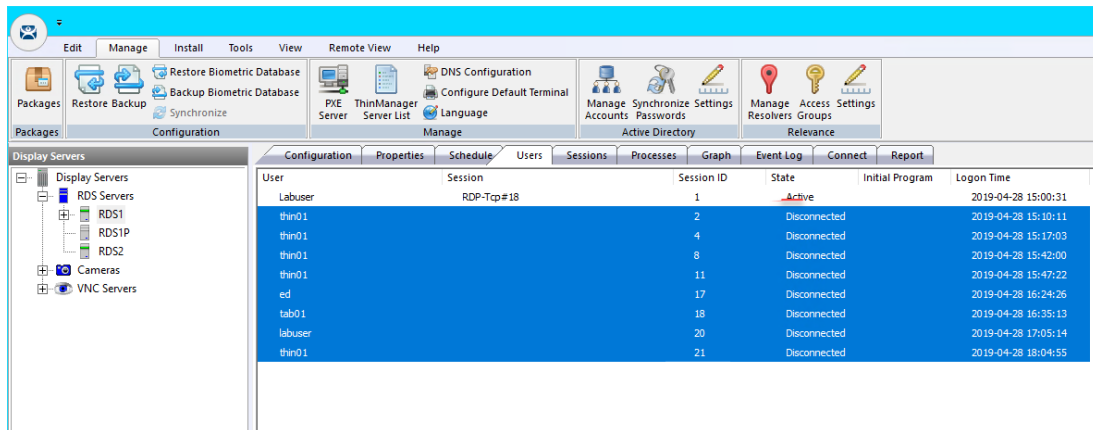 Edit Manage Install Tools View Remote View Help
Packages
Restore Backup
Restore Biometric Database
Backup Biometric Database
Synchronize
PXE Server
ThinManager Server List
DNS Configuration
Configure Default Terminal
Language
Manage Accounts
Synchronize Passwords
Settings
Manage Resolvers
Access Groups
Settings
Packages Configuration Manage Active Directory Relevance
Display Servers
Configuration Properties Schedule Users Sessions Processes Graph Event Log Connect Report
Display Servers
RDS Servers
RDS1
RDS1P
RDS2
Cameras
VNC Servers
User Session Session ID State Initial Program Logon Time
Labuser RDP-Tcp#18 1 Active 2019-04-28 15:00:31
thin01 2 Disconnected 2019-04-28 15:10:11
thin01 4 Disconnected 2019-04-28 15:17:03
thin01 8 Disconnected 2019-04-28 15:42:00
thin01 11 Disconnected 2019-04-28 15:47:22
ed 17 Disconnected 2019-04-28 16:24:26
tab01 18 Disconnected 2019-04-28 16:35:13
labuser 20 Disconnected 2019-04-28 17:05:14
thin01 21 Disconnected 2019-04-28 18:04:55